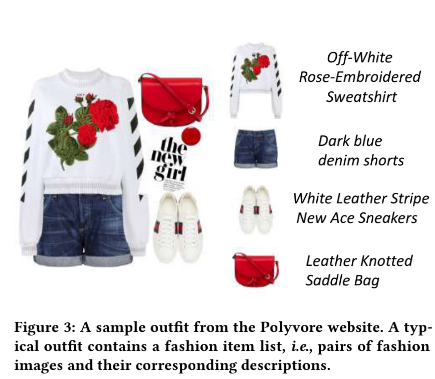 the
new
girl
Off-White
Rose-Embroidered
Sweatshirt
Dark blue
denim shorts
White Leather Stripe
New Ace Sneakers
Leather Knotted
Saddle Bag
Figure 3: A sample outfit from the Polyvore website. A typ-
ical outfit contains a fashion item list, i.e., pairs of fashion
images and their corresponding descriptions.